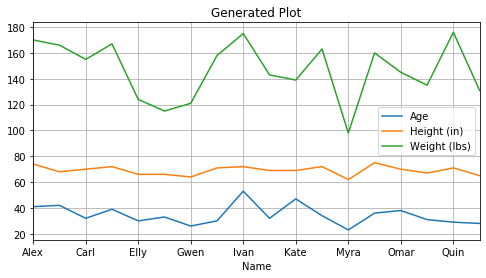 Generated Plot
180
160
140
120
100
80
60
40
20
Age
Height (in)
Weight (lbs)
Alex Carl Elly Gwen Ivan Kate Myra Omar Quin
Name